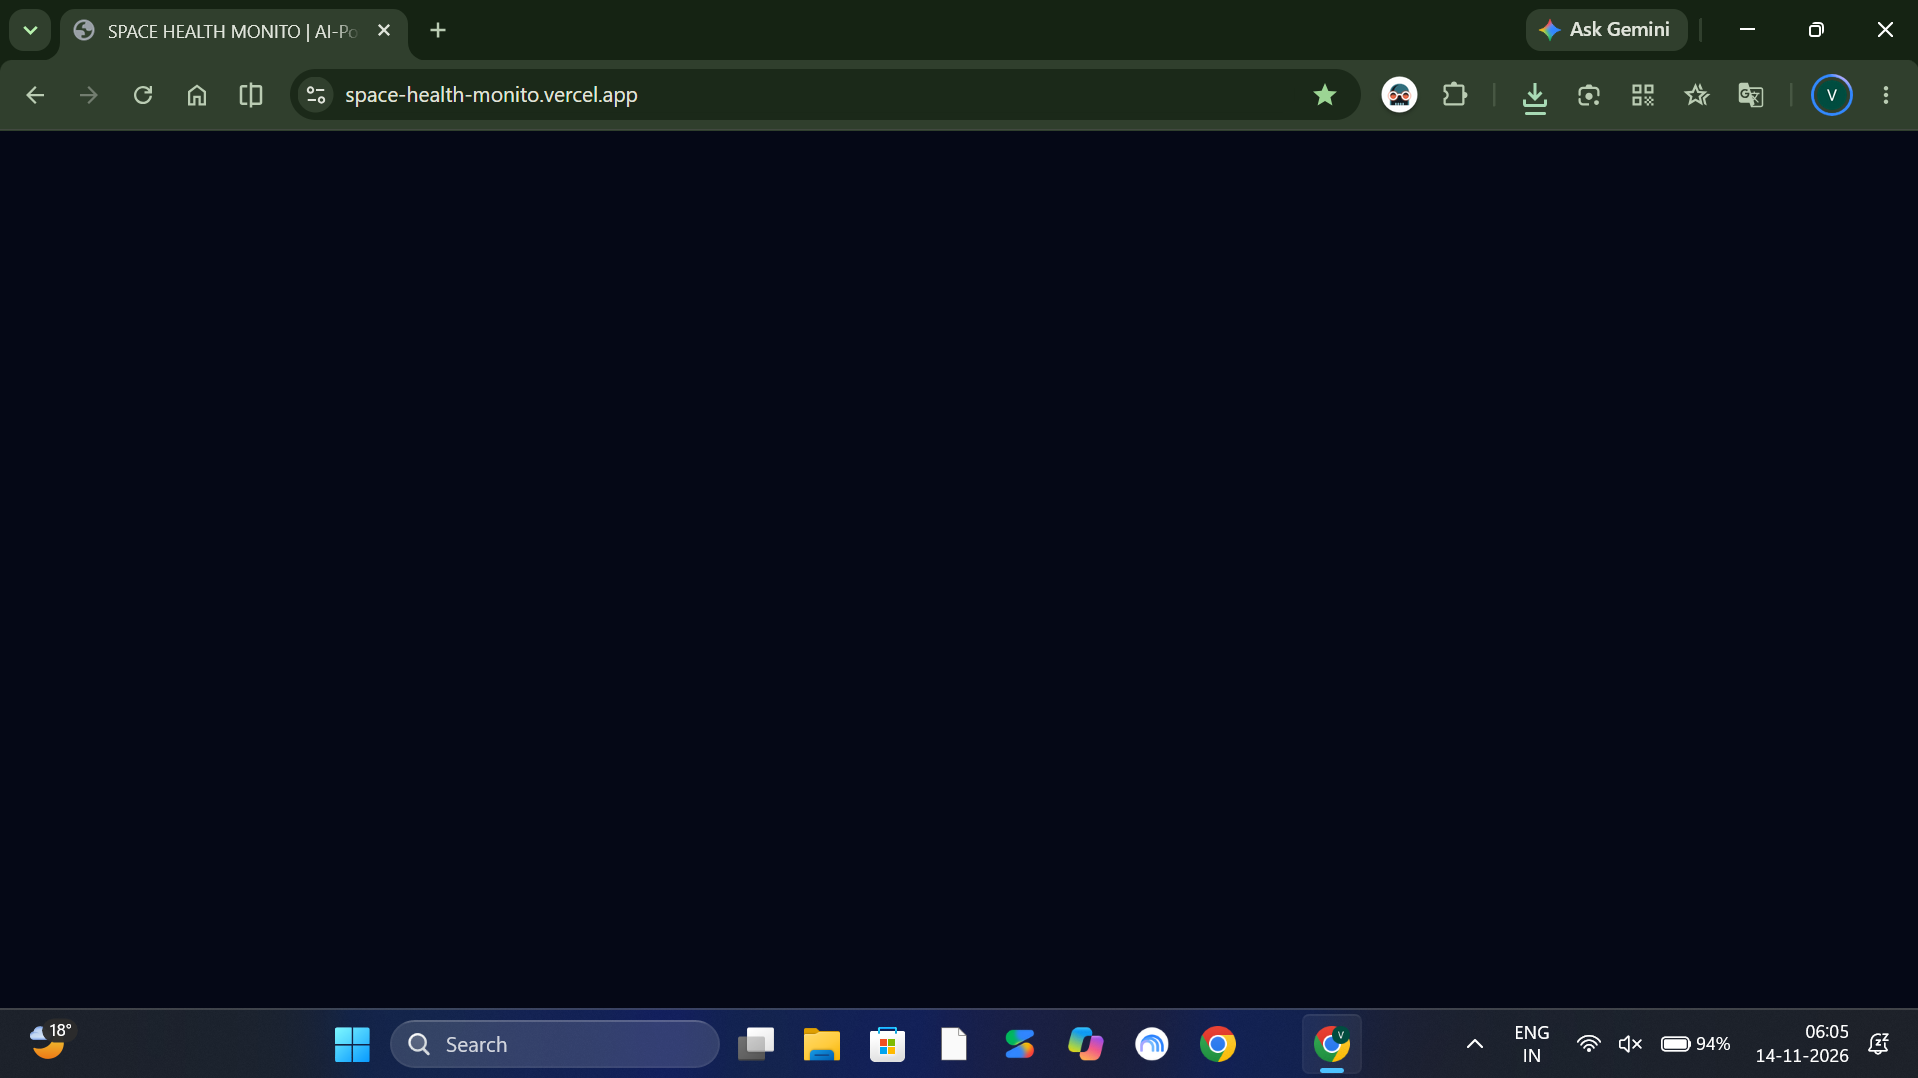 SPACE HEALTH MONITO | AI-Po
Ask Gemini
space-health-monito.vercel.app
V
18°
Search
V
ENG
IN
94%
06:05
14-11-2026